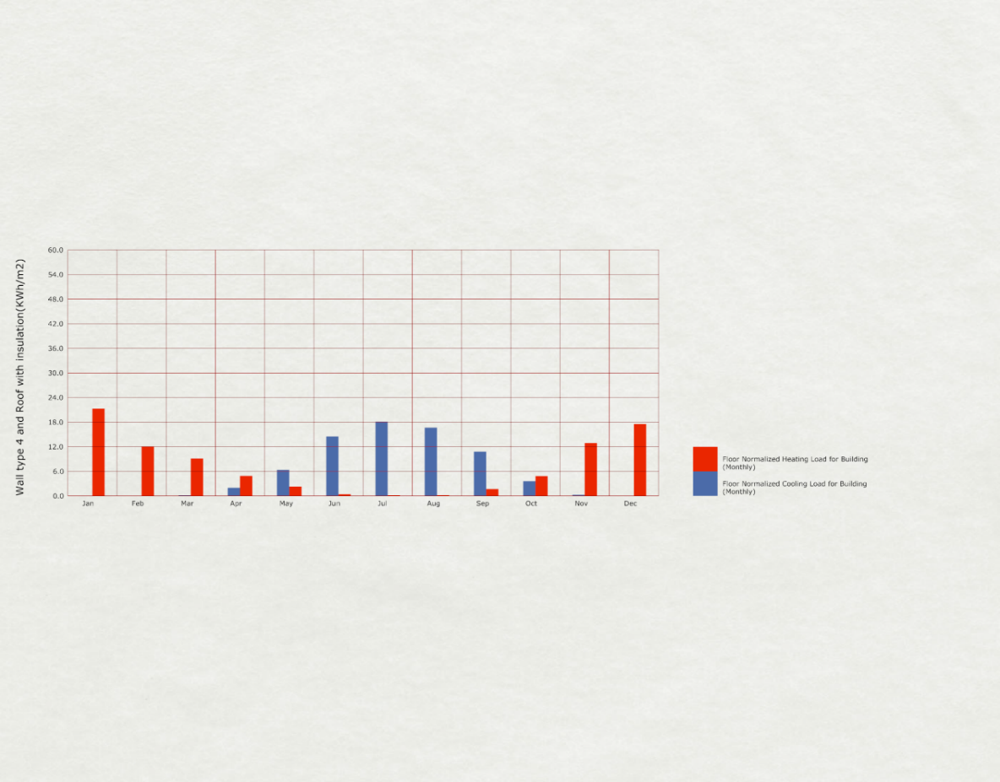 Wall type 4 and Roof with insulation(KWh/m2)
60.0
54.0
48.0
42.0
36.0
30.0
24.0
18.0
12.0
6.0
0.0
Jan Feb Mar Apr May Jun Jul Aug Sep Oct Nov Dec
Floor Normalized Heating Load for Building
(Monthly)
Floor Normalized Cooling Load for Building
(Monthly)